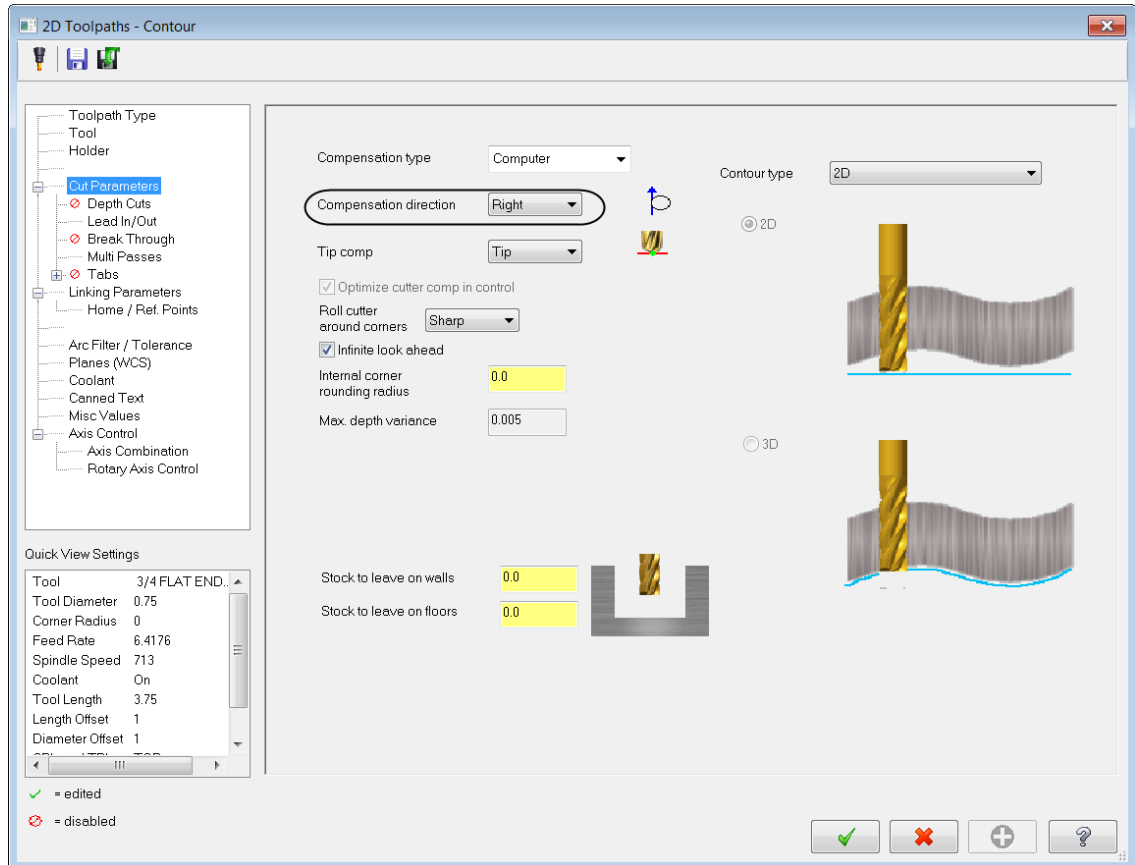 2D Toolpaths - Contour
Toolpath Type
Tool
Holder
Cut Parameters
Depth Cuts
Lead In/Out
Break Through
Multi Passes
Tabs
Linking Parameters
Home / Ref. Points
Arc Filter / Tolerance
Planes (WCS)
Coolant
Canned Text
Misc Values
Axis Control
Axis Combination
Rotary Axis Control
Compensation type Computer
Compensation direction Right
Tip comp Tip
Optimize cutter comp in control
Roll cutter
around corners Sharp
Infinite look ahead
Internal corner
rounding radius 0.0
Max. depth variance 0.005
Stock to leave on walls 0.0
Stock to leave on floors 0.0
Contour type 2D
2D
3D
Quick View Settings
Tool 3/4 FLAT END..
Tool Diameter 0.75
Corner Radius 0
Feed Rate 6.4176
Spindle Speed 713
Coolant On
Tool Length 3.75
Length Offset 1
Diameter Offset 1
= edited
= disabled